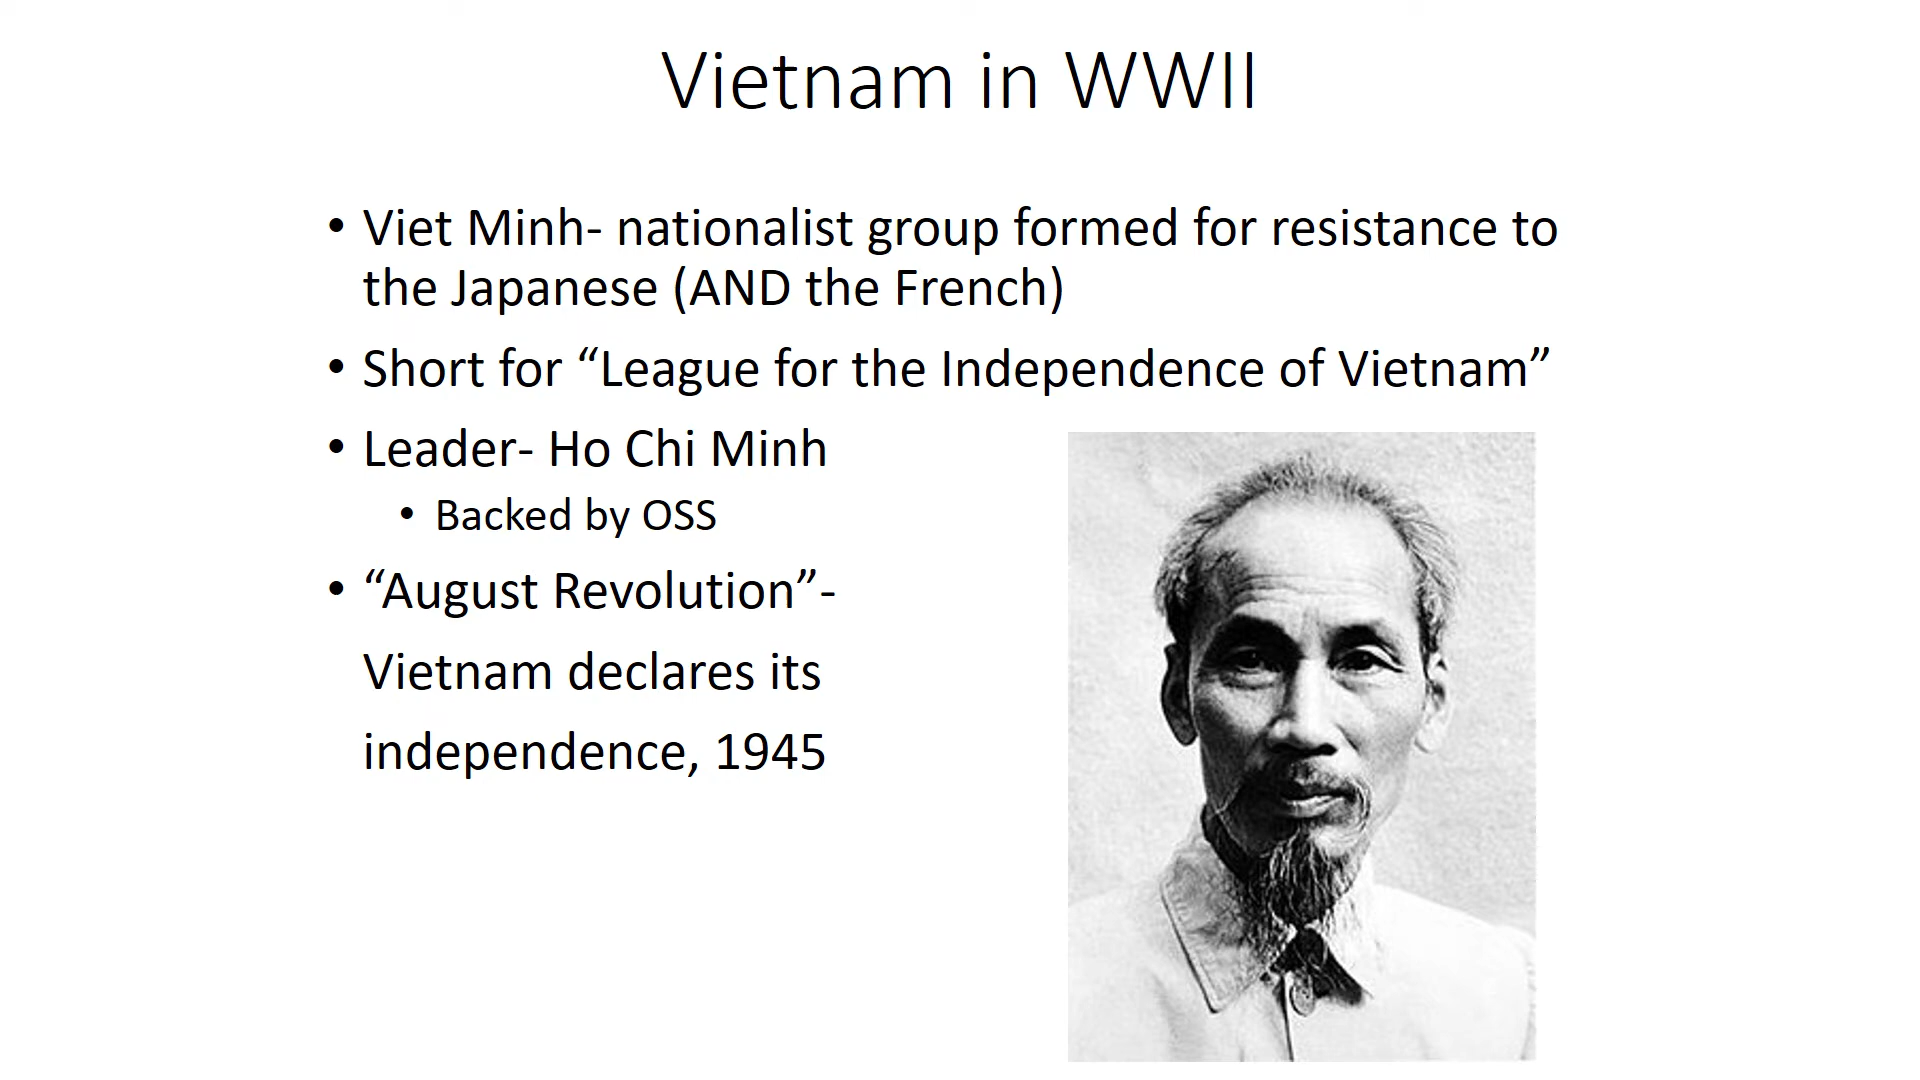 Vietnam in WWII
• Viet Minh- nationalist group formed for resistance to
the Japanese (AND the French)
• Short for “League for the Independence of Vietnam”
• Leader- Ho Chi Minh
• Backed by OSS
• “August Revolution”-
Vietnam declares its
independence, 1945